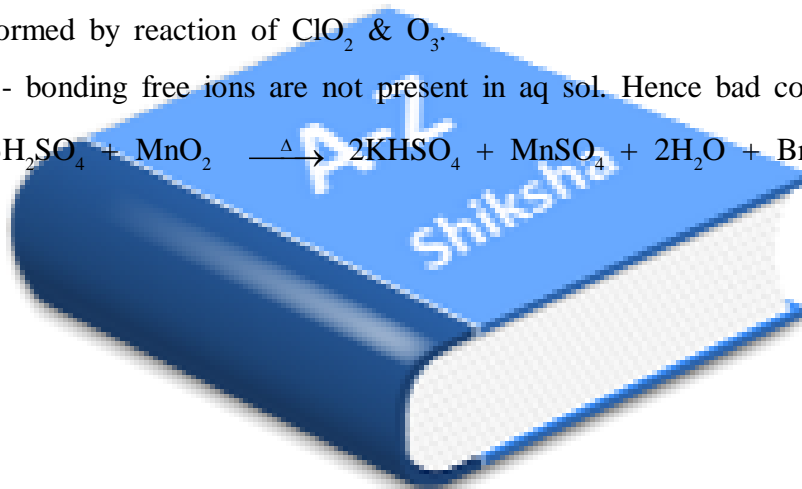 ormed by reaction of ClO₂ & O₃.
- bonding free ions are not present in aq sol. Hence bad co
H₂SO₄ + MnO₂ —Δ→ 2KHSO₄ + MnSO₄ + 2H₂O + Br
A-Z
Shiksha